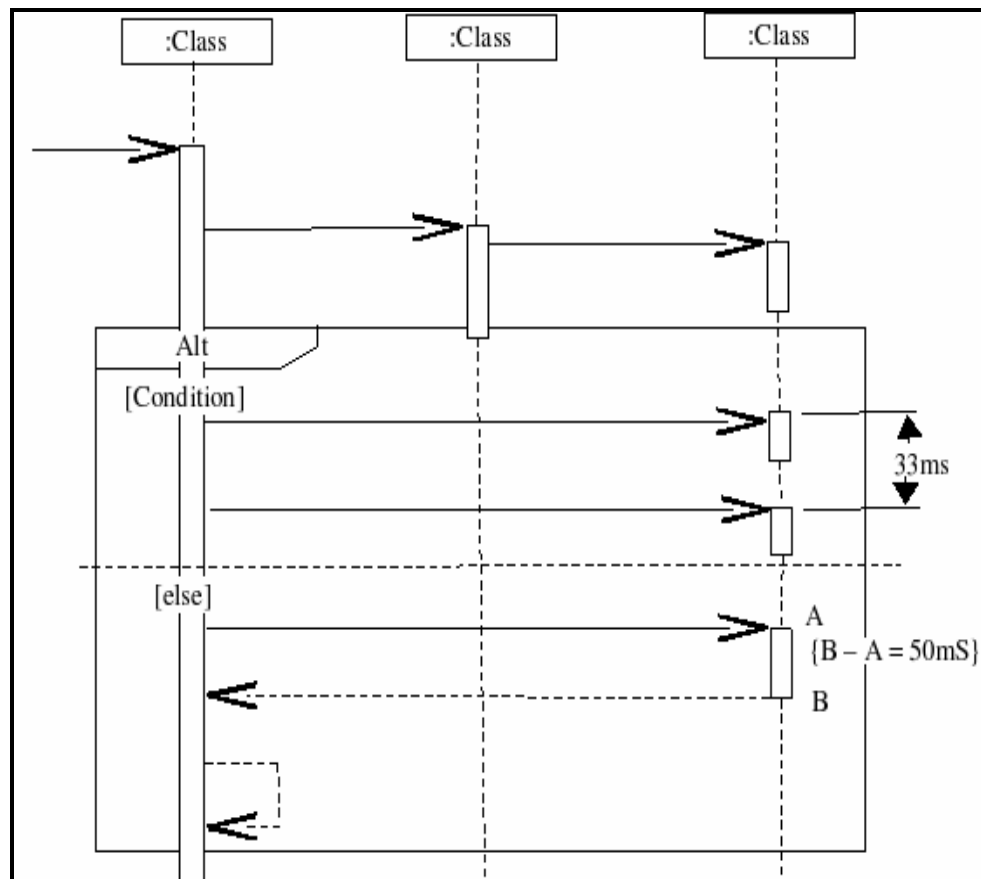 :Class
:Class
:Class
Alt
[Condition]
33ms
[else]
A
{B – A = 50mS}
B